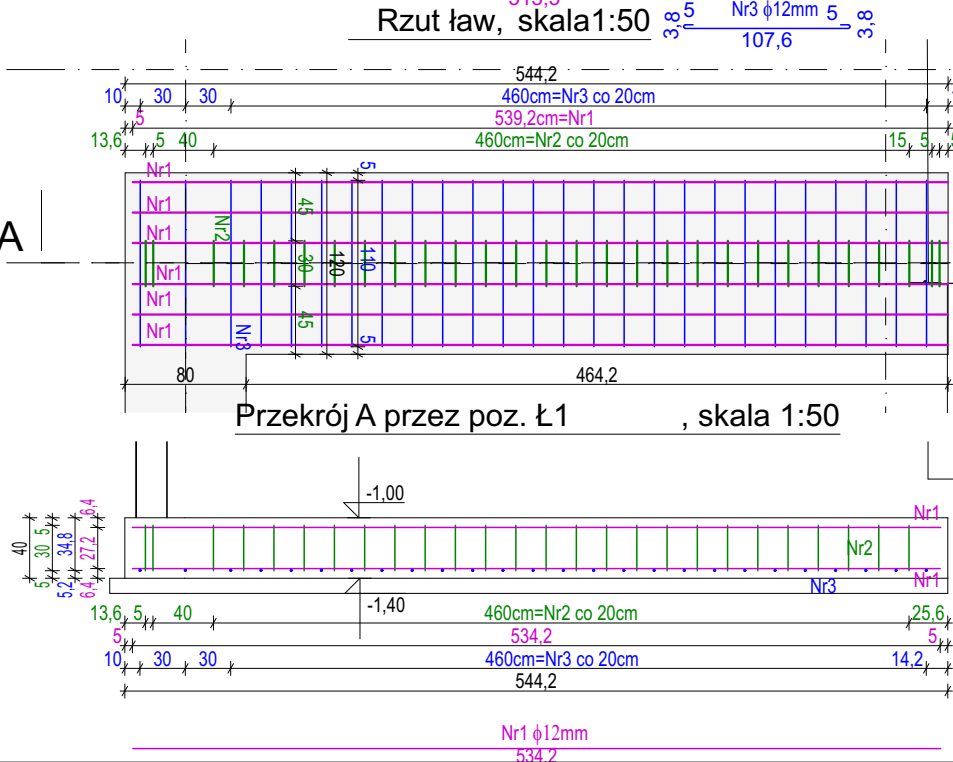 Rzut ław, skala1:50
3,8 5 Nr3 ϕ12mm 5 3,8
107,6
544,2
10 30 30 460cm=Nr3 co 20cm
5 539,2cm=Nr1
13,6 5 40 460cm=Nr2 co 20cm 15 5
Nr1 5
Nr1 45
Nr1 Nr2
A
30 120 110
Nr1
Nr1 45
Nr1 Nr3 5
80 464,2
Przekrój A przez poz. Ł1 , skala 1:50
-1,00
6,4 Nr1
40 5 30 5 5,2 34,8 6,4 27,2
Nr2
Nr1
Nr3
-1,40
13,6 5 40 460cm=Nr2 co 20cm 25,6
5 534,2 5
10 30 30 460cm=Nr3 co 20cm 14,2
544,2
Nr1 ϕ12mm
534,2